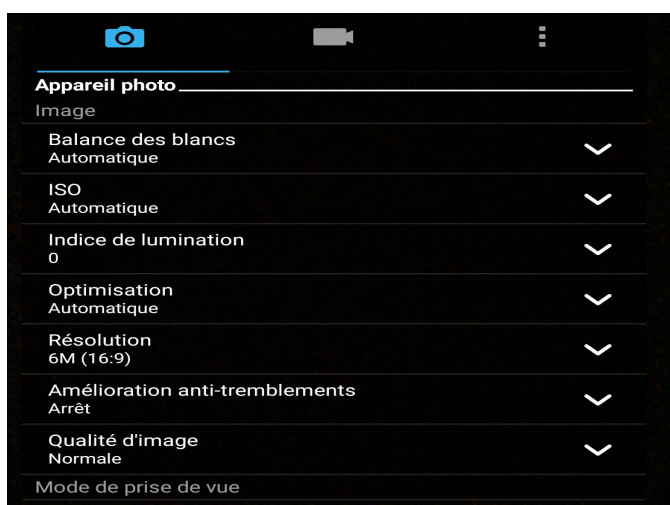 Appareil photo
Image
Balance des blancs
Automatique
ISO
Automatique
Indice de lumination
0
Optimisation
Automatique
Résolution
6M (16:9)
Amélioration anti-tremblements
Arrêt
Qualité d'image
Normale
Mode de prise de vue